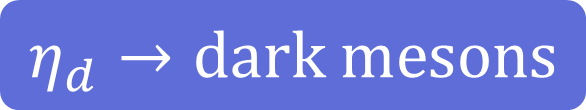 η_d → dark mesons